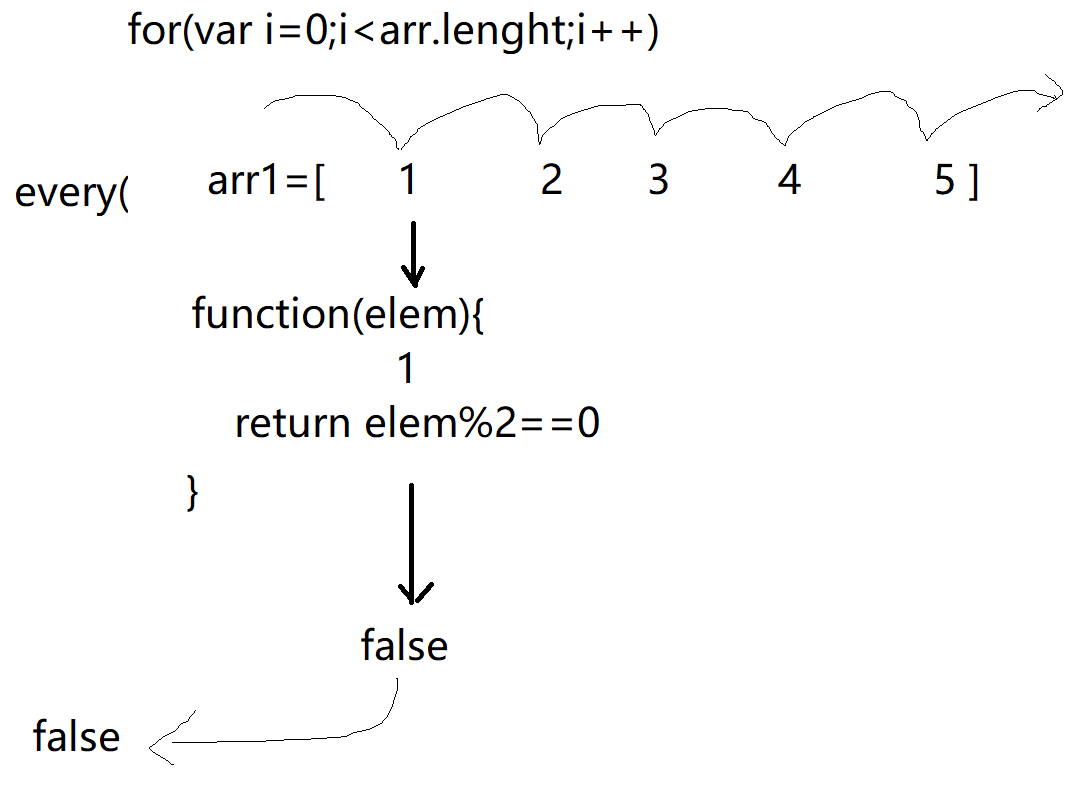 for(var i=0;i<arr.lenght;i++)
every( arr1=[ 1 2 3 4 5 ]
function(elem){
1
return elem%2==0
}
false
false